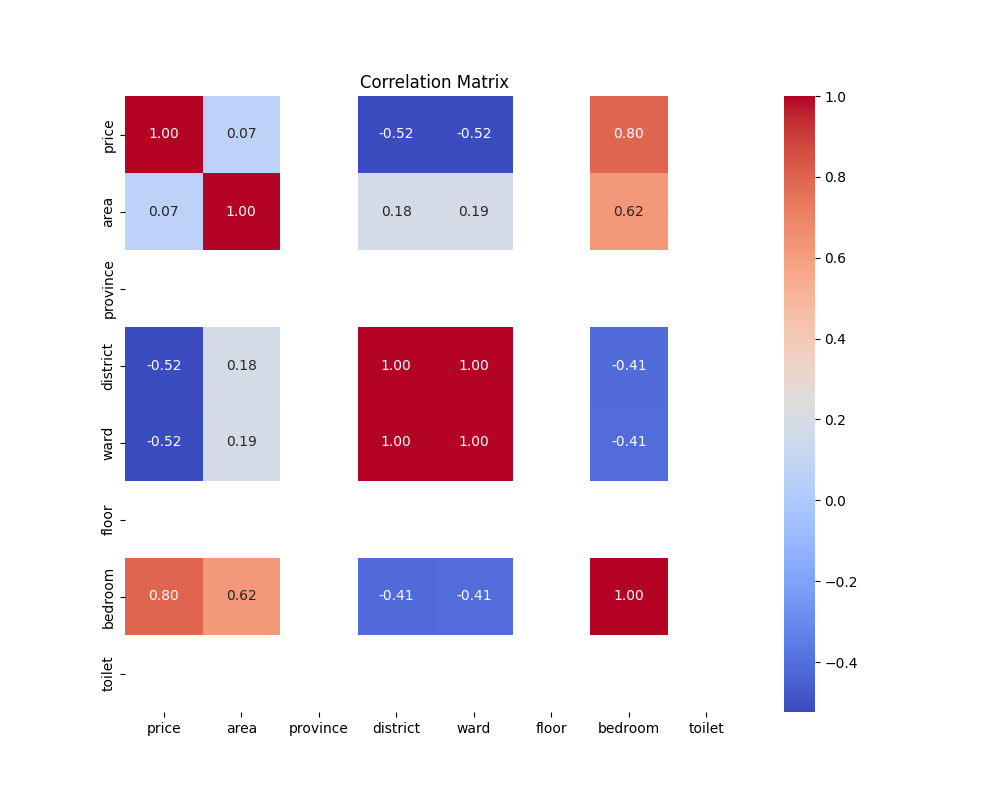 Correlation Matrix
price 1.00 0.07 -0.52 -0.52 0.80
area 0.07 1.00 0.18 0.19 0.62
province
district -0.52 0.18 1.00 1.00 -0.41
ward -0.52 0.19 1.00 1.00 -0.41
floor
bedroom 0.80 0.62 -0.41 -0.41 1.00
toilet
price area province district ward floor bedroom toilet
1.0
0.8
0.6
0.4
0.2
0.0
−0.2
−0.4